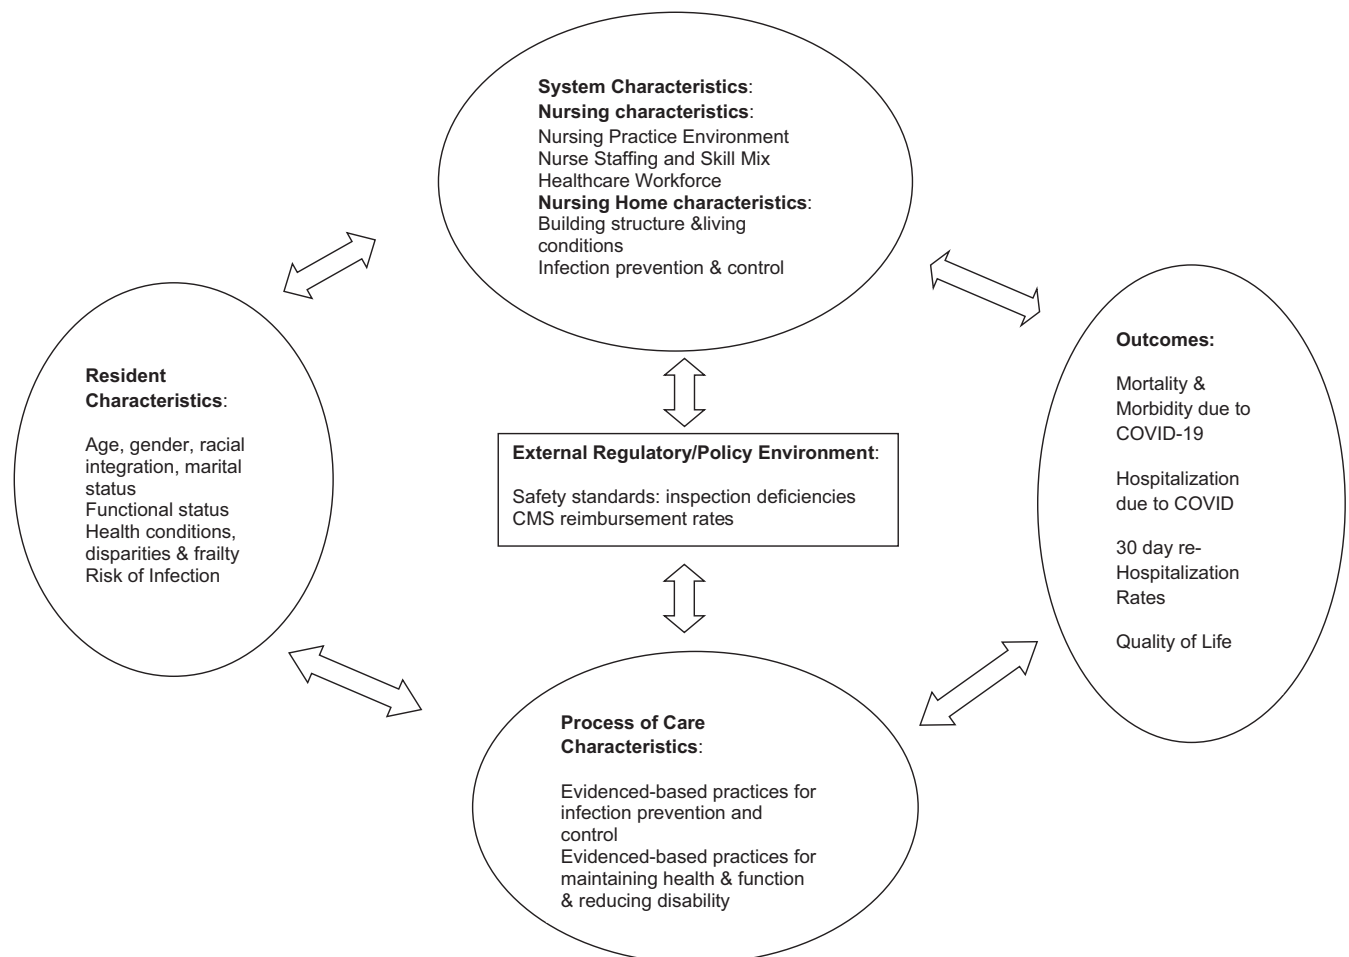 System Characteristics:
Nursing characteristics:
Nursing Practice Environment
Nurse Staffing and Skill Mix
Healthcare Workforce
Nursing Home characteristics:
Building structure &living
conditions
Infection prevention & control
Resident
Characteristics:
Age, gender, racial
integration, marital
status
Functional status
Health conditions,
disparities & frailty
Risk of Infection
External Regulatory/Policy Environment:
Safety standards: inspection deficiencies
CMS reimbursement rates
Outcomes:
Mortality &
Morbidity due to
COVID-19
Hospitalization
due to COVID
30 day re-
Hospitalization
Rates
Quality of Life
Process of Care
Characteristics:
Evidenced-based practices for
infection prevention and
control
Evidenced-based practices for
maintaining health & function
& reducing disability